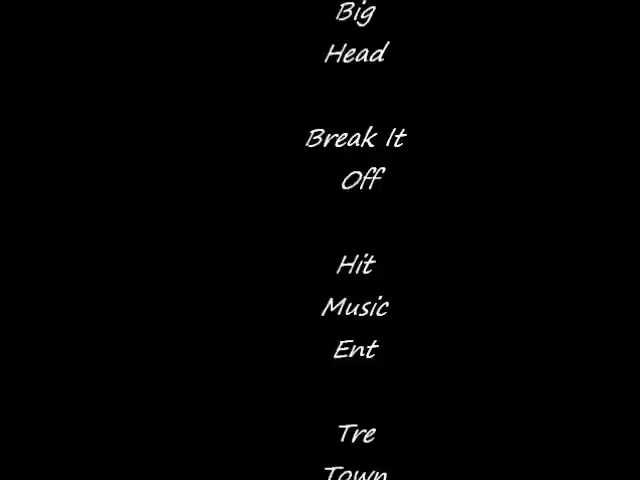 Big
Head
Break It
Off
Hit
Music
Ent
Tre
Town